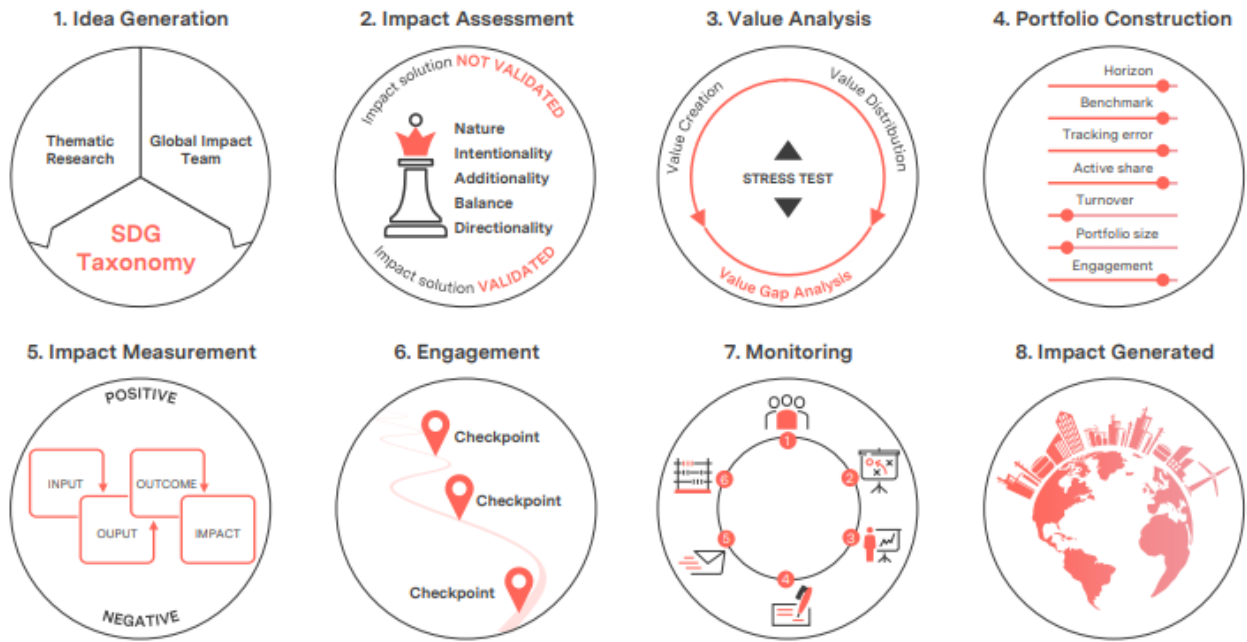 1. Idea Generation
Thematic
Research
Global Impact
Team
SDG
Taxonomy
2. Impact Assessment
Impact solution NOT VALIDATED
Nature
Intentionality
Additionality
Balance
Directionality
Impact solution VALIDATED
3. Value Analysis
Value Creation
Value Distribution
STRESS TEST
Value Gap Analysis
4. Portfolio Construction
Horizon
Benchmark
Tracking error
Active share
Turnover
Portfolio size
Engagement
5. Impact Measurement
POSITIVE
INPUT
OUTCOME
OUPUT
IMPACT
NEGATIVE
6. Engagement
Checkpoint
Checkpoint
Checkpoint
7. Monitoring
1
2
3
4
5
6
8. Impact Generated